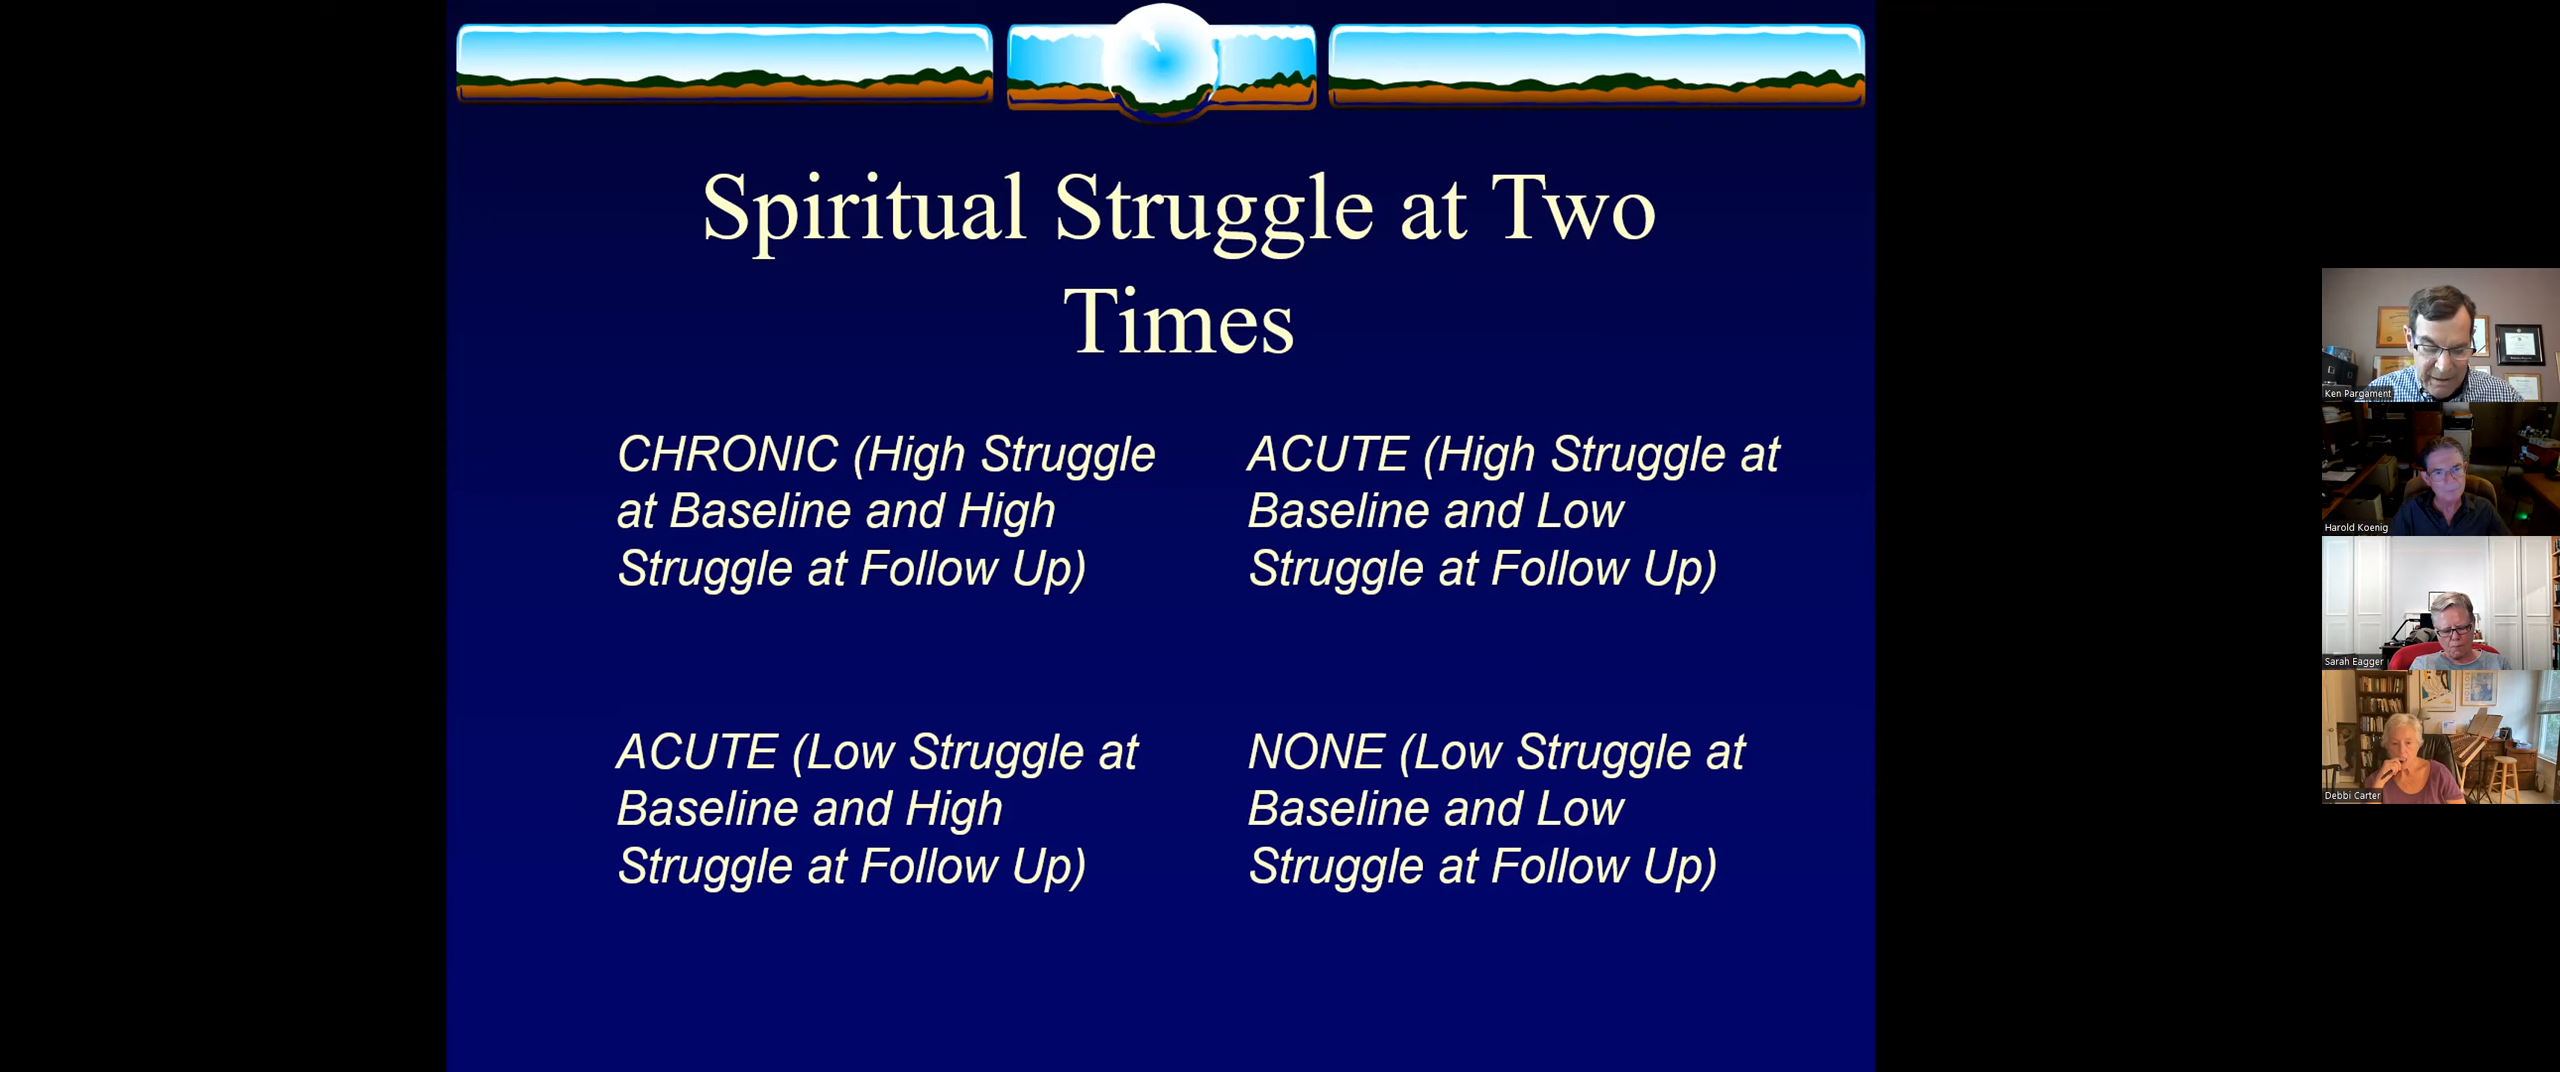 Spiritual Struggle at Two
Times
CHRONIC (High Struggle
at Baseline and High
Struggle at Follow Up)
ACUTE (High Struggle at
Baseline and Low
Struggle at Follow Up)
ACUTE (Low Struggle at
Baseline and High
Struggle at Follow Up)
NONE (Low Struggle at
Baseline and Low
Struggle at Follow Up)
Ken Pargament
Harold Koenig
Sarah Eagger
Debbi Carter